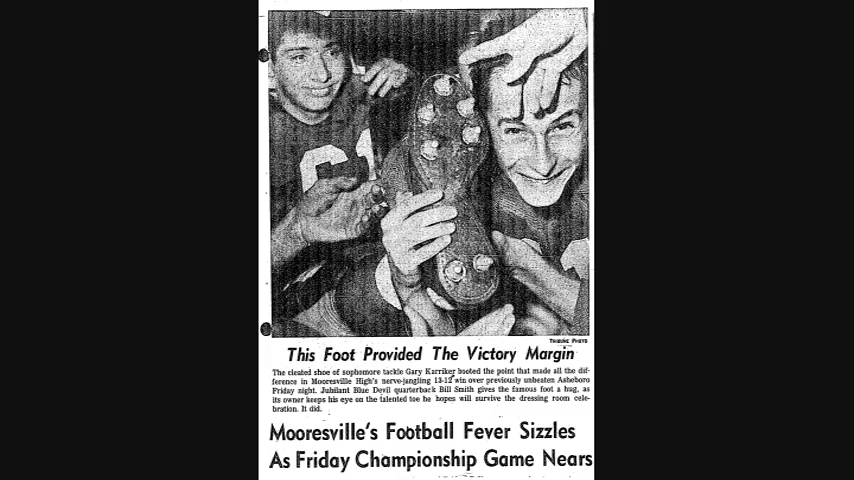 61
TRIBUNE PHOTO
This Foot Provided The Victory Margin
The cleated shoe of sophomore tackle Gary Karriker booted the point that made all the dif-
ference in Mooresville High's nerve-jangling 13-12 win over previously unbeaten Asheboro
Friday night. Juhilant Blue Devil quarterback Bill Smith gives the famous foot a hug, as
its owner keeps his eye on the talented toe he hopes will survive the dressing room cele-
bration. It did.
Mooresville's Football Fever Sizzles
As Friday Championship Game Nears